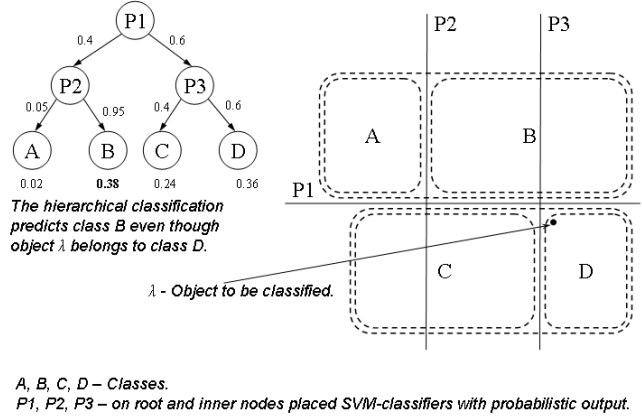 P1
0.4
0.6
P2
P3
0.05
0.95
0.4
0.6
A
B
C
D
0.02
0.38
0.24
0.36
The hierarchical classification
predicts class B even though
object λ belongs to class D.
P2
P3
A
B
P1
C
D
λ - Object to be classified.
A, B, C, D – Classes.
P1, P2, P3 – on root and inner nodes placed SVM-classifiers with probabilistic output.